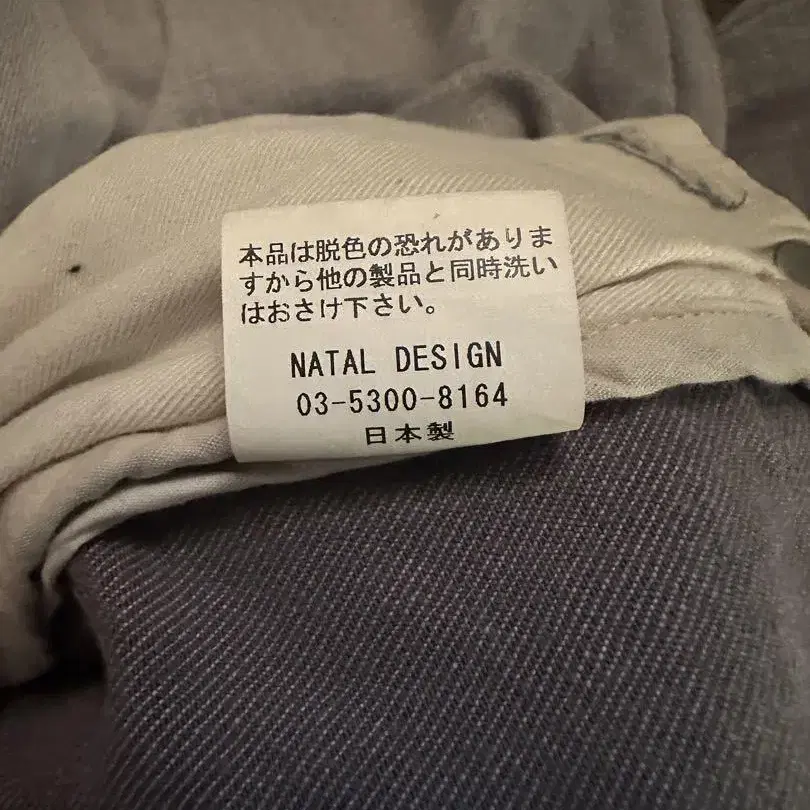 本品は脱色の恐れがありま
すから他の製品と同時洗い
はおさけ下さい。
NATAL DESIGN
03-5300-8164
日本製